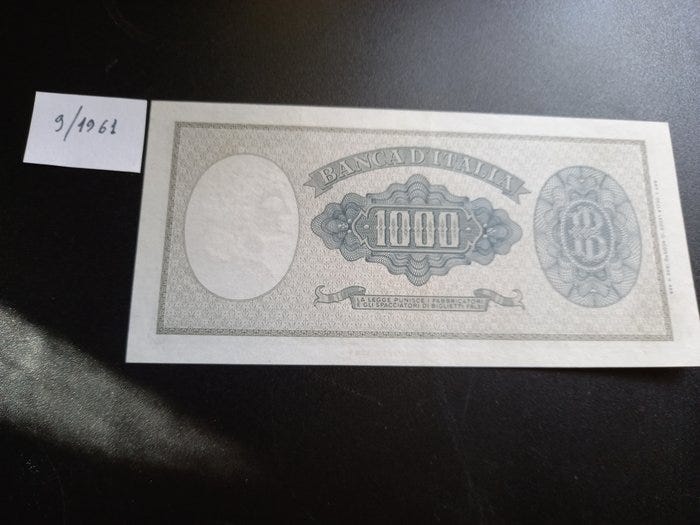 9/1961
BANCA D'ITALIA
1000
LA LEGGE PUNISCE I FABBRICATORI
E GLI SPACCIATORI DI BIGLIETTI FALSI